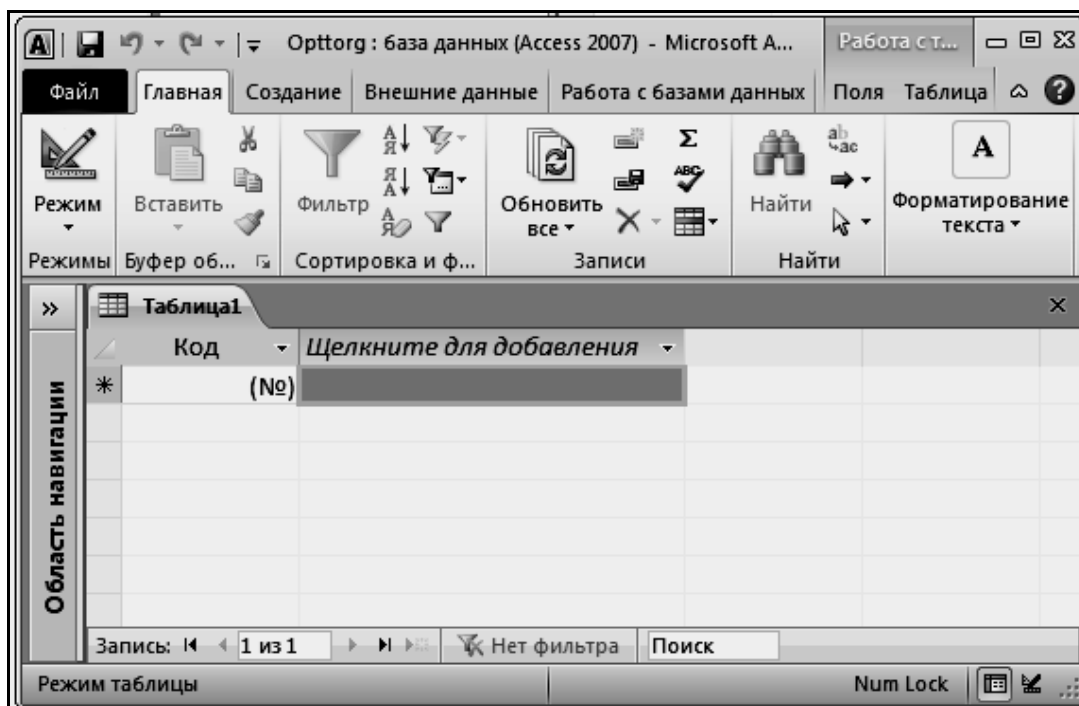 Opttorg : база данных (Access 2007) - Microsoft A... Работа с т...
Файл Главная Создание Внешние данные Работа с базами данных Поля Таблица
Режим Вставить Фильтр Обновить все Найти Форматирование текста
Режимы Буфер об... Сортировка и ф... Записи Найти
Таблица1
Код Щелкните для добавления
(№)
Область навигации
Запись: 1 из 1 Нет фильтра Поиск
Режим таблицы Num Lock